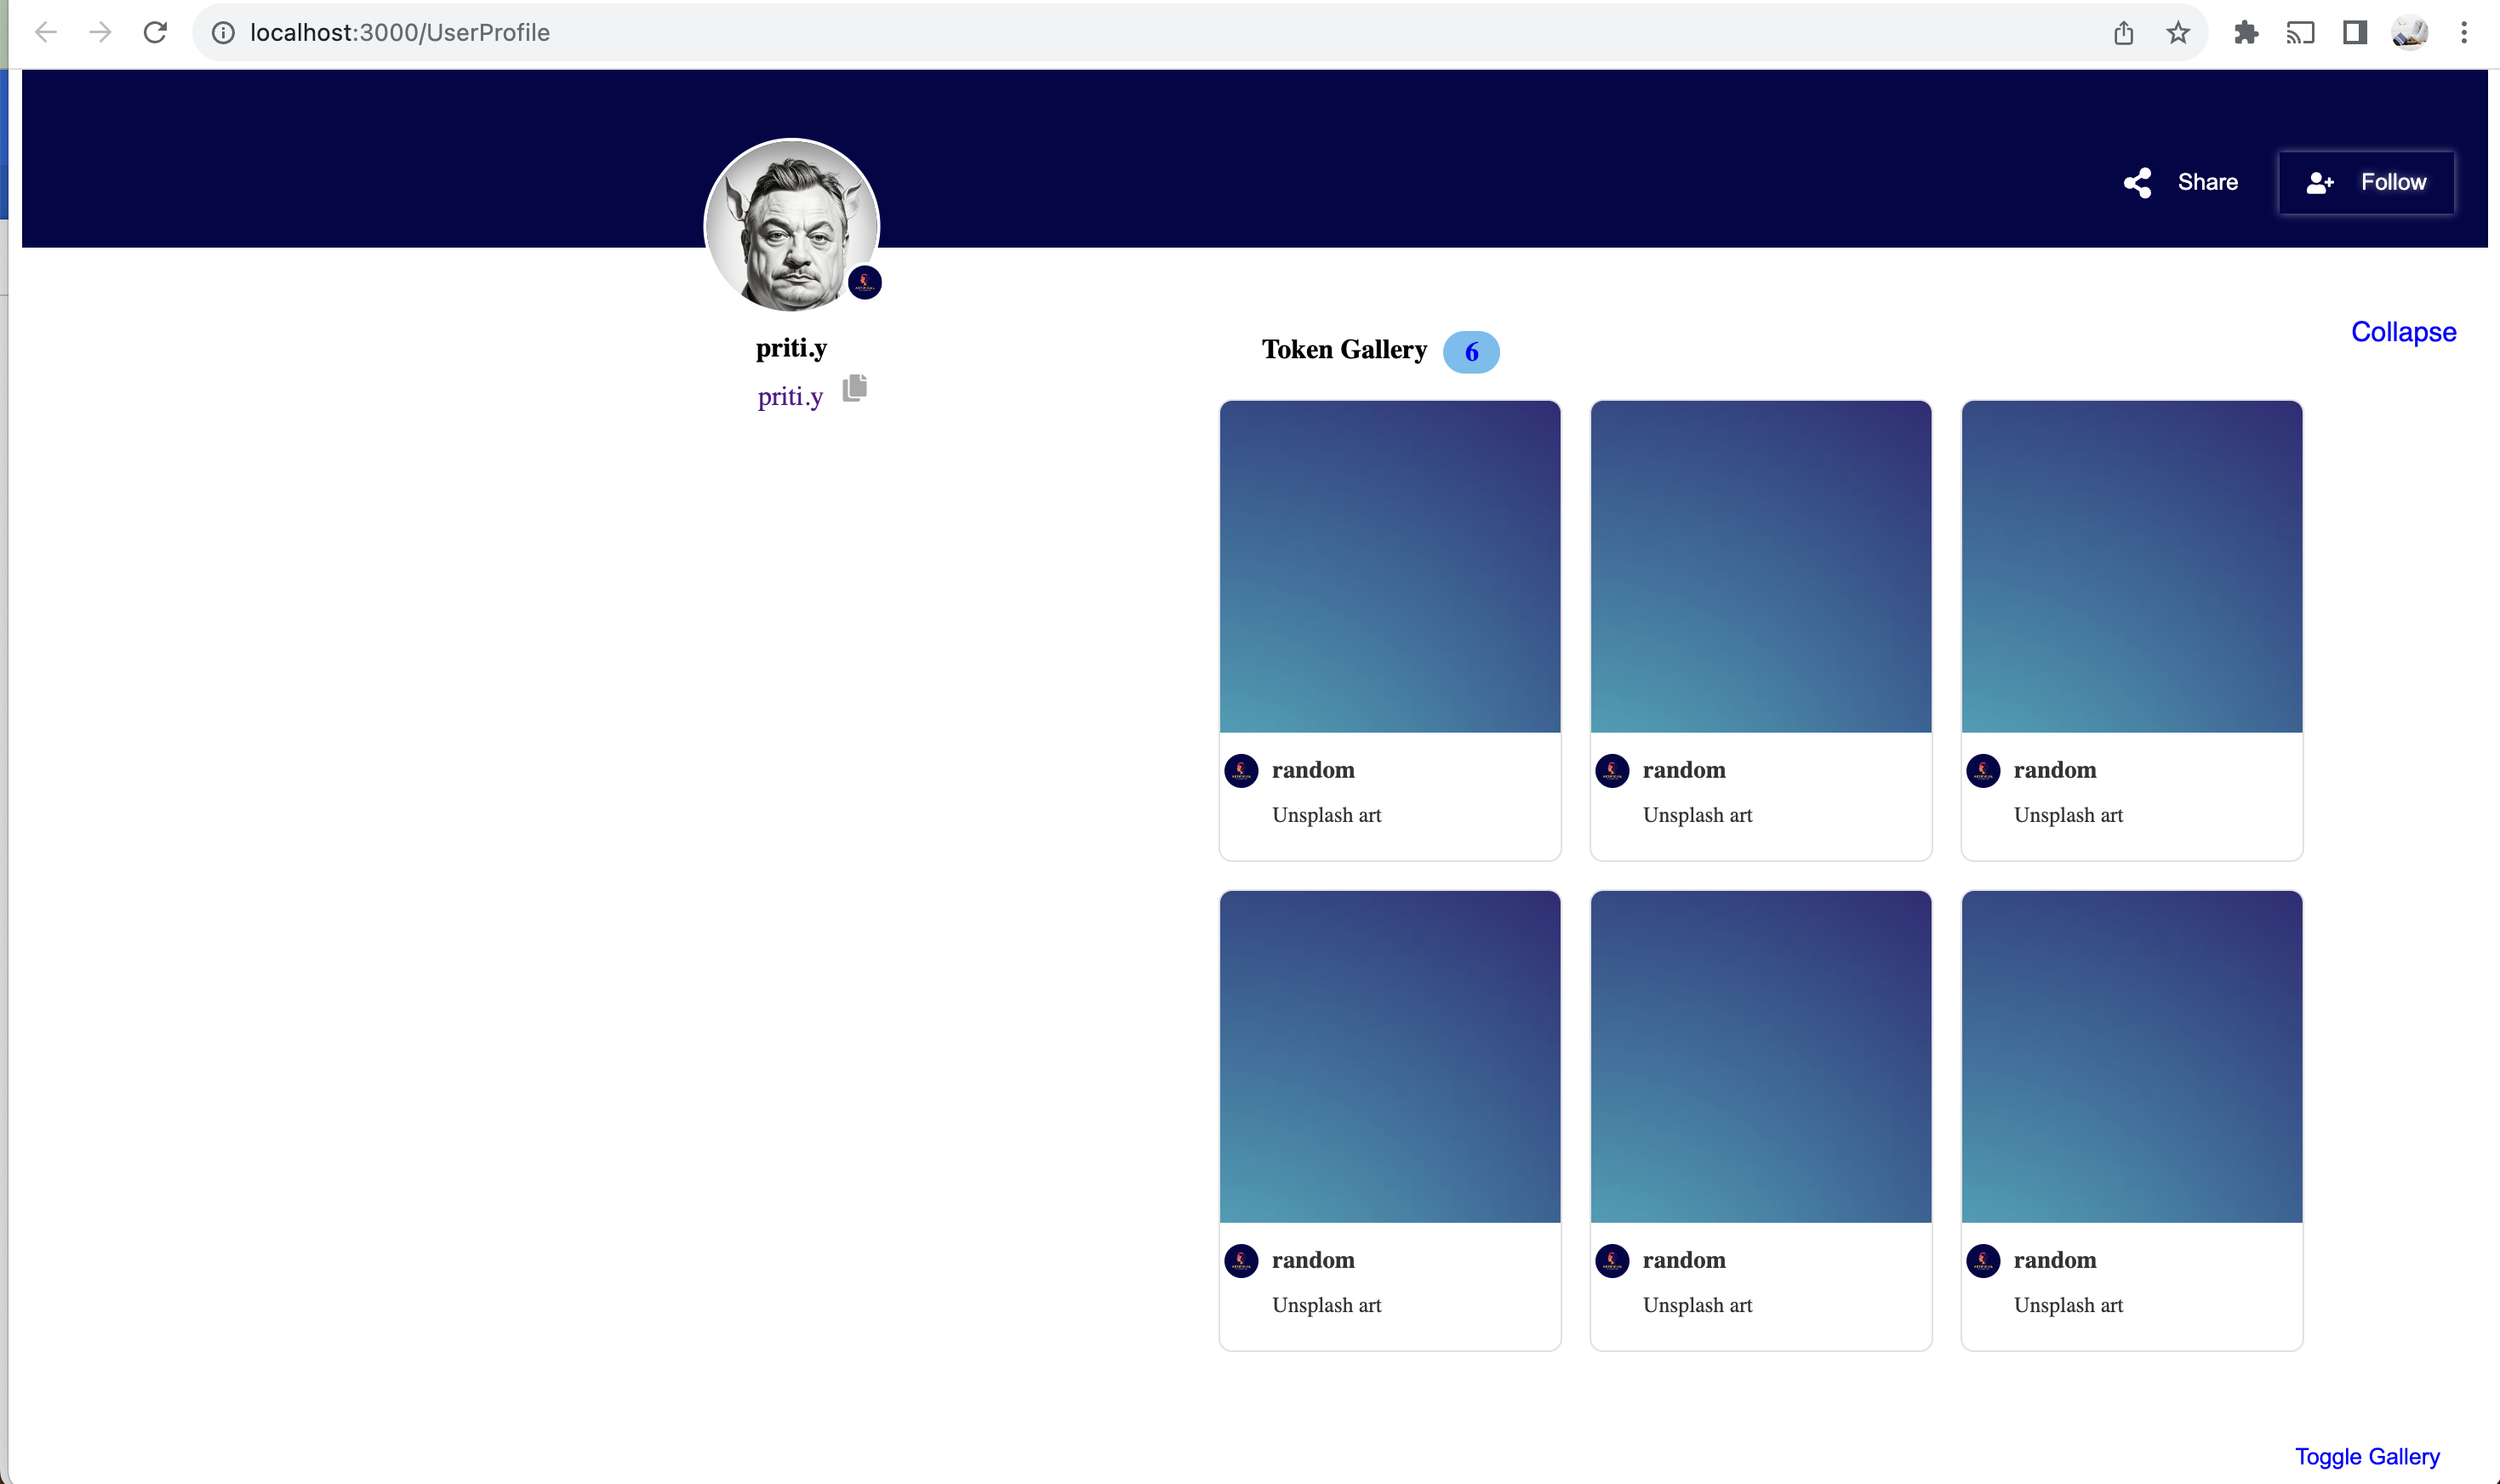 localhost:3000/UserProfile
Share
Follow
priti.y
priti.y
Token Gallery 6
Collapse
random
Unsplash art
random
Unsplash art
random
Unsplash art
random
Unsplash art
random
Unsplash art
random
Unsplash art
Toggle Gallery